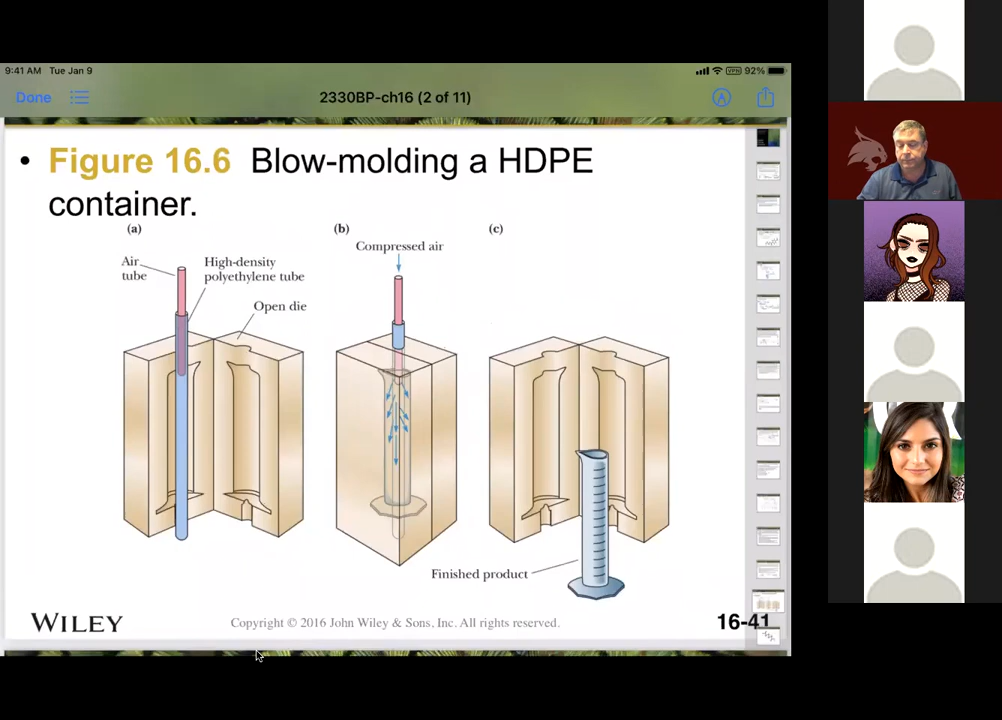 9:41 AM Tue Jan 9
VPN 92%
Done
2330BP-ch16 (2 of 11)
• Figure 16.6 Blow-molding a HDPE
container.
(a)
(b)
(c)
Compressed air
Air
tube
High-density
polyethylene tube
Open die
Finished product
WILEY
Copyright © 2016 John Wiley & Sons, Inc. All rights reserved.
16-41